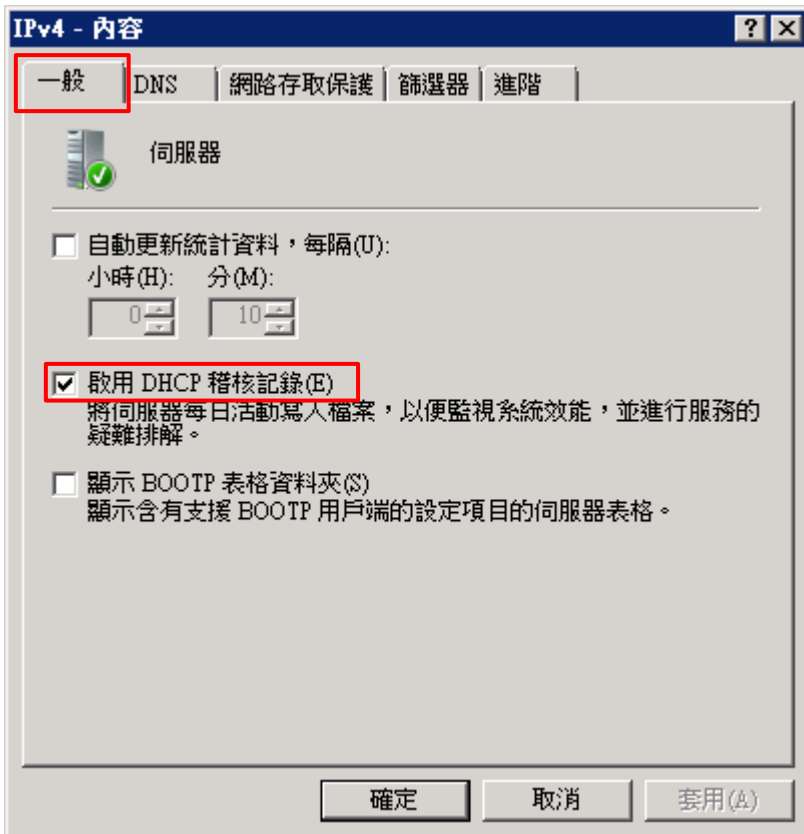 IPv4 - 內容
一般 DNS 網路存取保護 篩選器 進階
伺服器
自動更新統計資料，每隔(U):
小時(H): 分(M):
0 10
啟用 DHCP 稽核記錄(E)
將伺服器每日活動寫入檔案，以便監視系統效能，並進行服務的
疑難排解。
顯示 BOOTP 表格資料夾(S)
顯示含有支援 BOOTP 用戶端的設定項目的伺服器表格。
確定 取消 套用(A)